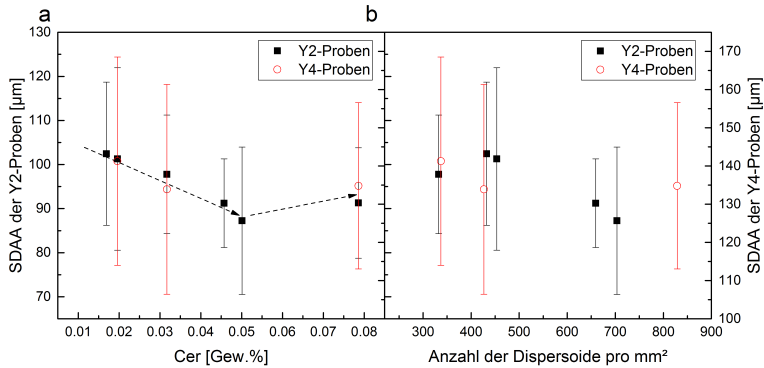 a
b
130
120
110
100
90
80
70
SDAA der Y2-Proben [µm]
Y2-Proben
Y4-Proben
0.01 0.02 0.03 0.04 0.05 0.06 0.07 0.08
Cer [Gew.%]
Y2-Proben
Y4-Proben
300 400 500 600 700 800 900
Anzahl der Dispersoide pro mm²
170
160
150
140
130
120
110
100
SDAA der Y4-Proben [µm]